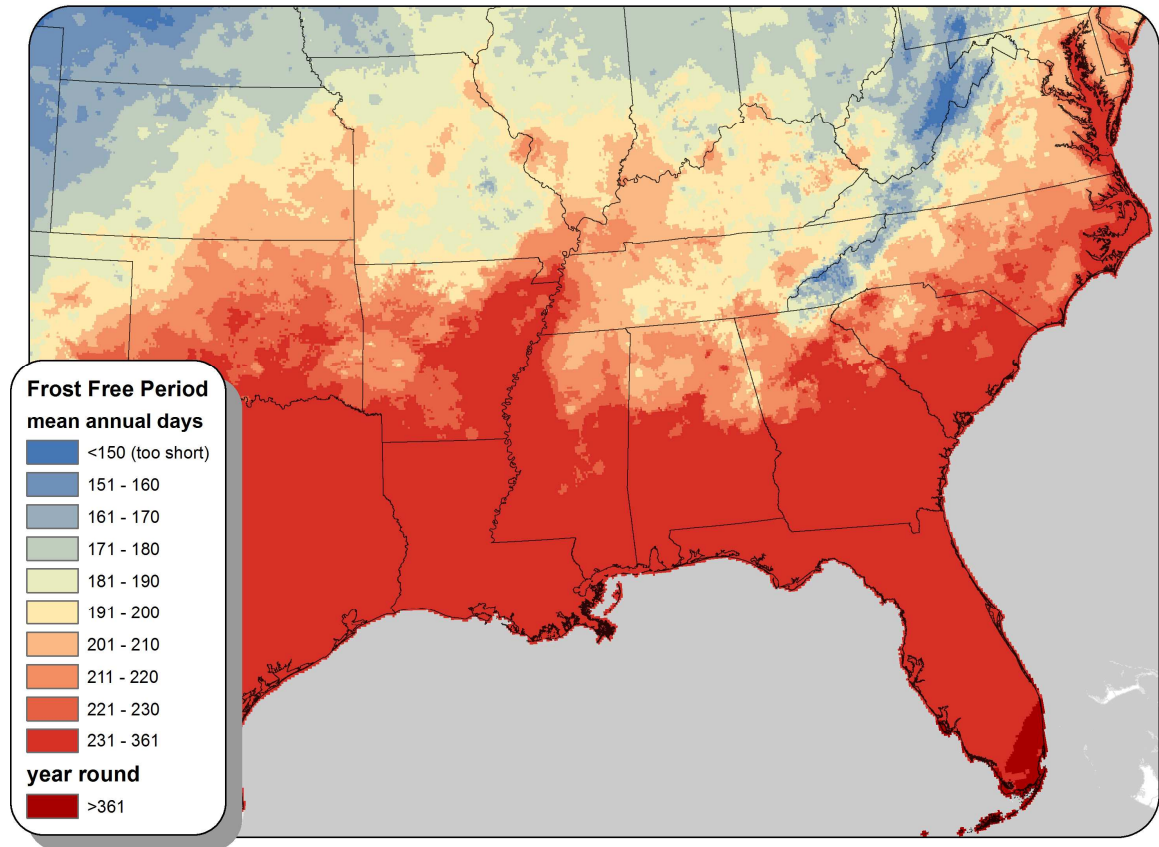 Frost Free Period
mean annual days
<150 (too short)
151 - 160
161 - 170
171 - 180
181 - 190
191 - 200
201 - 210
211 - 220
221 - 230
231 - 361
year round
>361